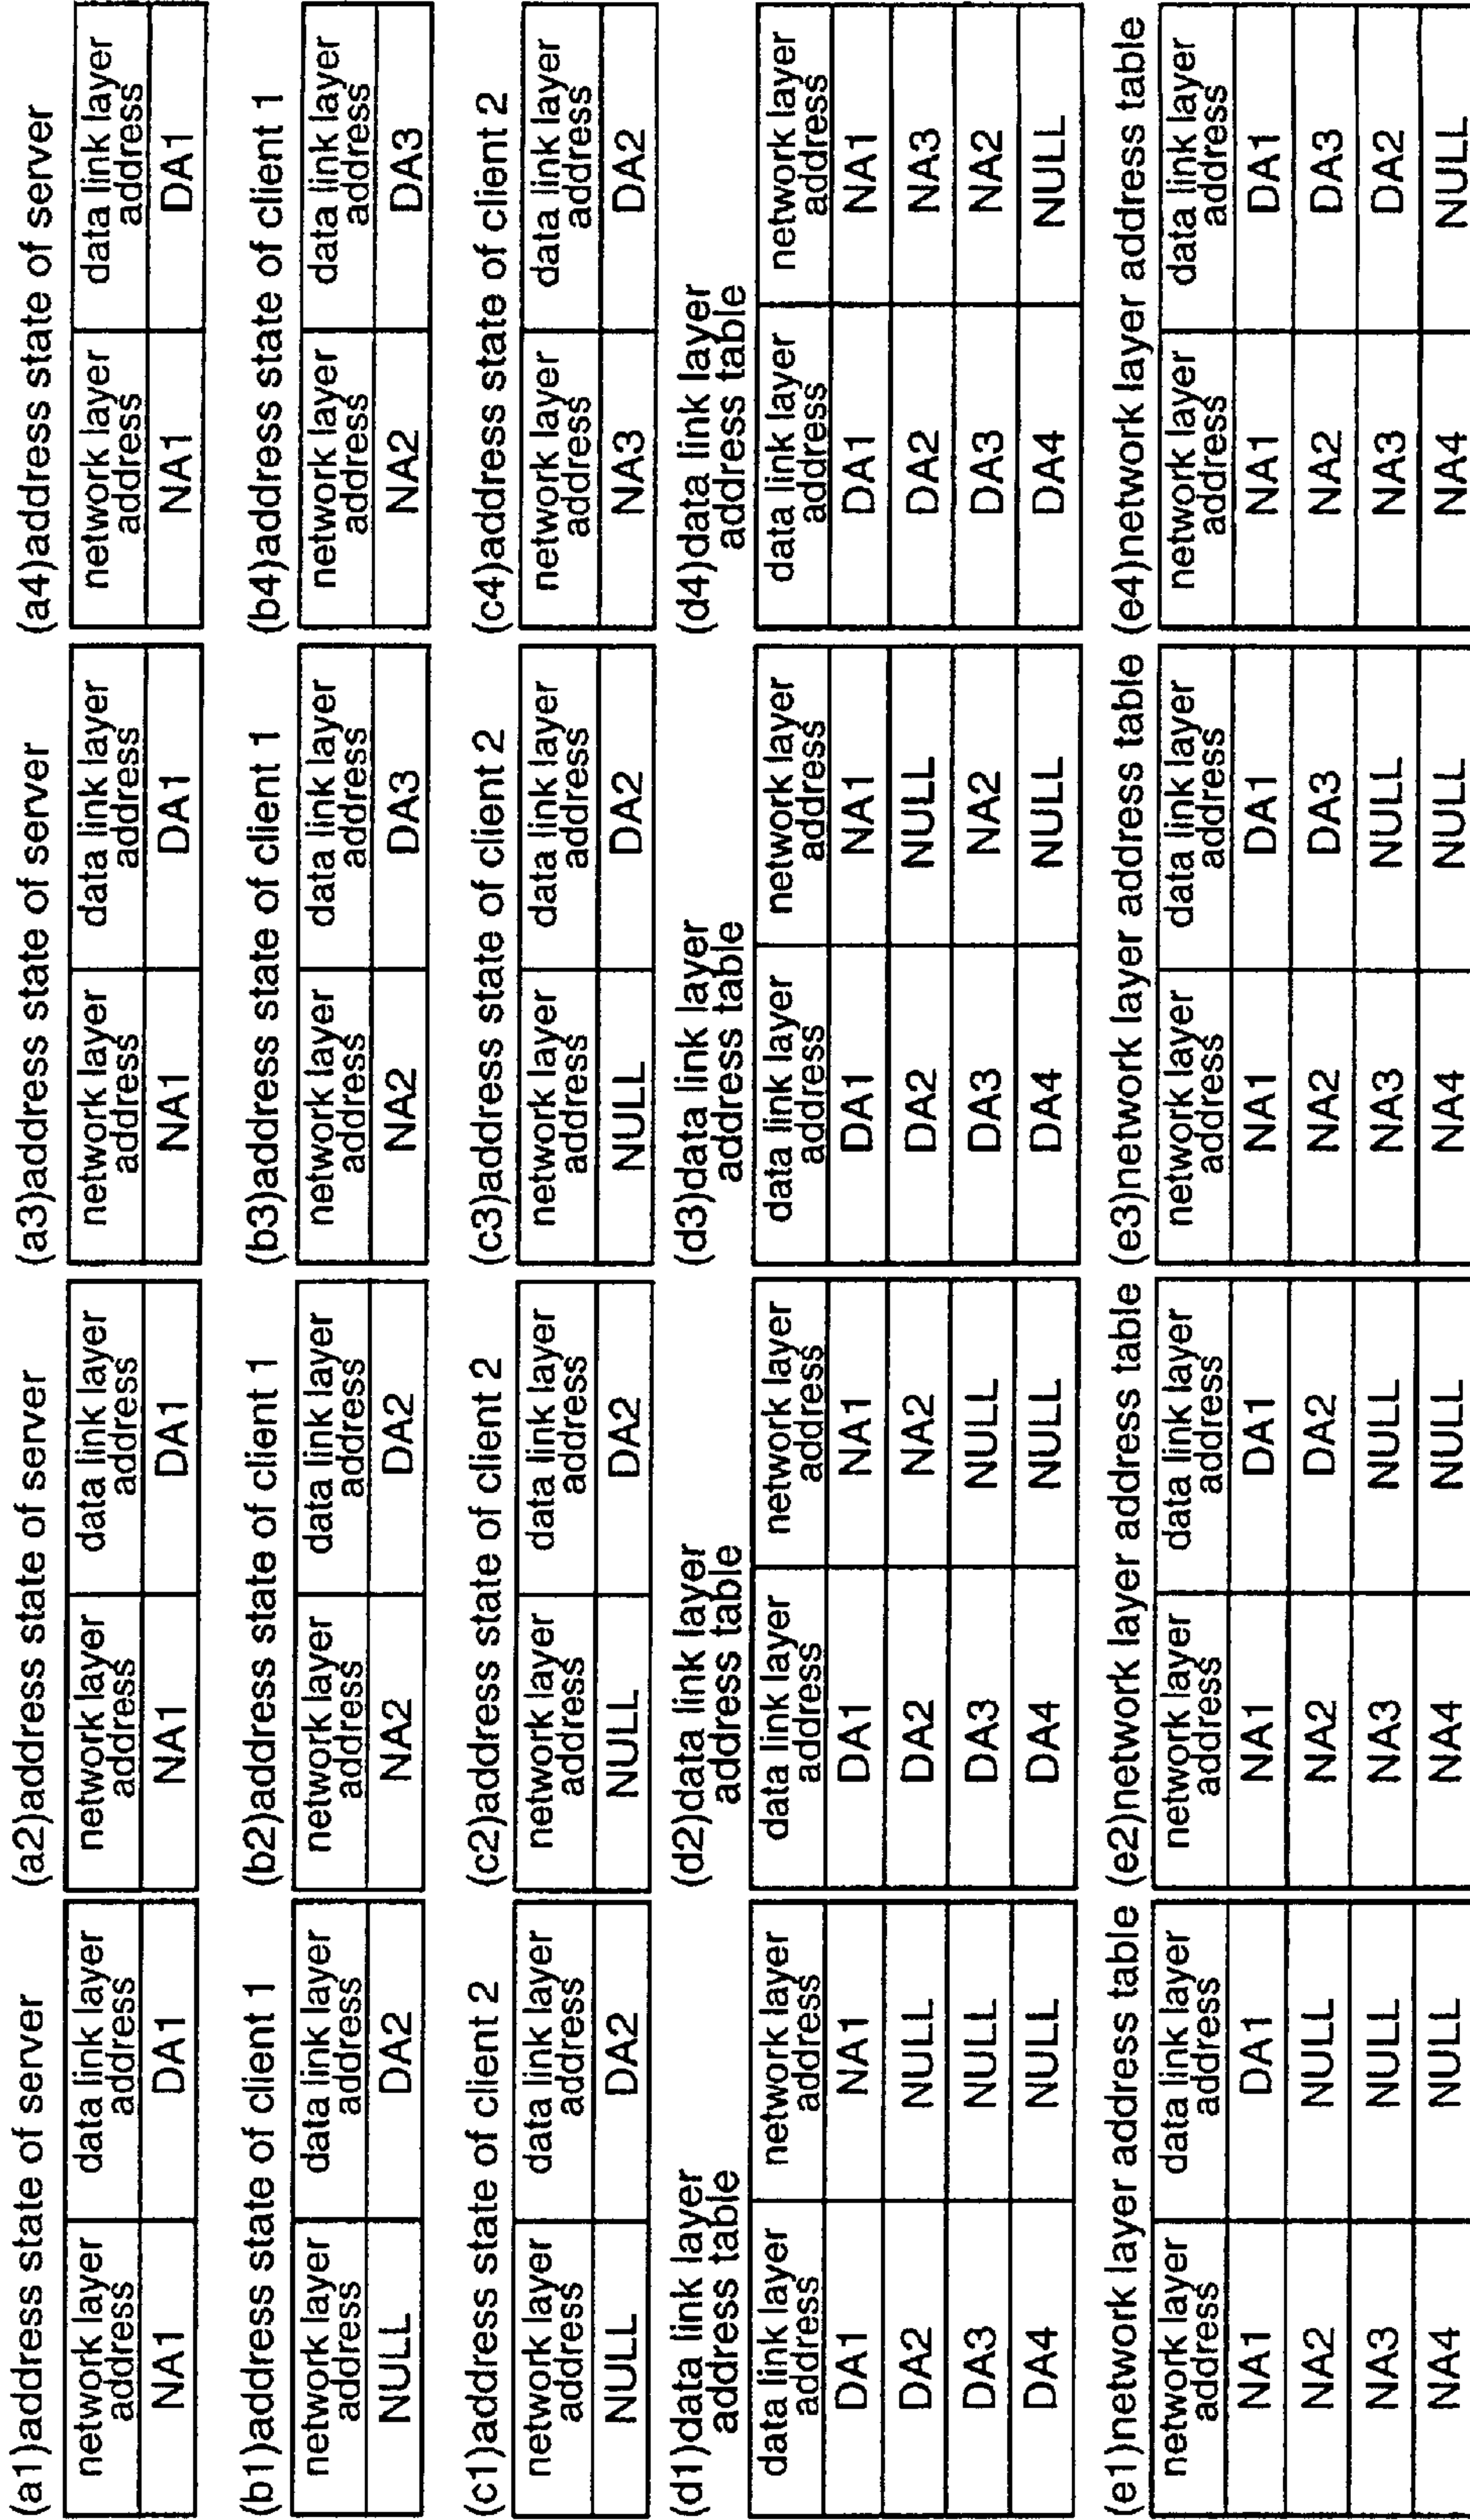 (a1)address state of server
network layer address
data link layer address
NA1
DA1
(b1)address state of client 1
network layer address
data link layer address
NULL
DA2
(c1)address state of client 2
network layer address
data link layer address
NULL
DA2
(d1)data link layer
address table
data link layer address
network layer address
DA1
NA1
DA2
NULL
DA3
NULL
DA4
NULL
(e1)network layer address table
network layer address
data link layer address
NA1
DA1
NA2
NULL
NA3
NULL
NA4
NULL
(a2)address state of server
network layer address
data link layer address
NA1
DA1
(b2)address state of client 1
network layer address
data link layer address
NA2
DA2
(c2)address state of client 2
network layer address
data link layer address
NULL
DA2
(d2)data link layer
address table
data link layer address
network layer address
DA1
NA1
DA2
NA2
DA3
NULL
DA4
NULL
(e2)network layer address table
network layer address
data link layer address
NA1
DA1
NA2
DA2
NA3
NULL
NA4
NULL
(a3)address state of server
network layer address
data link layer address
NA1
DA1
(b3)address state of client 1
network layer address
data link layer address
NA2
DA3
(c3)address state of client 2
network layer address
data link layer address
NULL
DA2
(d3)data link layer
address table
data link layer address
network layer address
DA1
NA1
DA2
NULL
DA3
NA2
DA4
NULL
(e3)network layer address table
network layer address
data link layer address
NA1
DA1
NA2
DA3
NA3
NULL
NA4
NULL
(a4)address state of server
network layer address
data link layer address
NA1
DA1
(b4)address state of client 1
network layer address
data link layer address
NA2
DA3
(c4)address state of client 2
network layer address
data link layer address
NA3
DA2
(d4)data link layer
address table
data link layer address
network layer address
DA1
NA1
DA2
NA3
DA3
NA2
DA4
NULL
(e4)network layer address table
network layer address
data link layer address
NA1
DA1
NA2
DA3
NA3
DA2
NA4
NULL